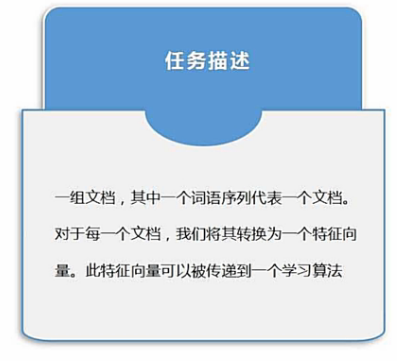 任务描述
一组文档，其中一个词语序列代表一个文档。
对于每一个文档，我们将其转换为一个特征向
量。此特征向量可以被传递到一个学习算法